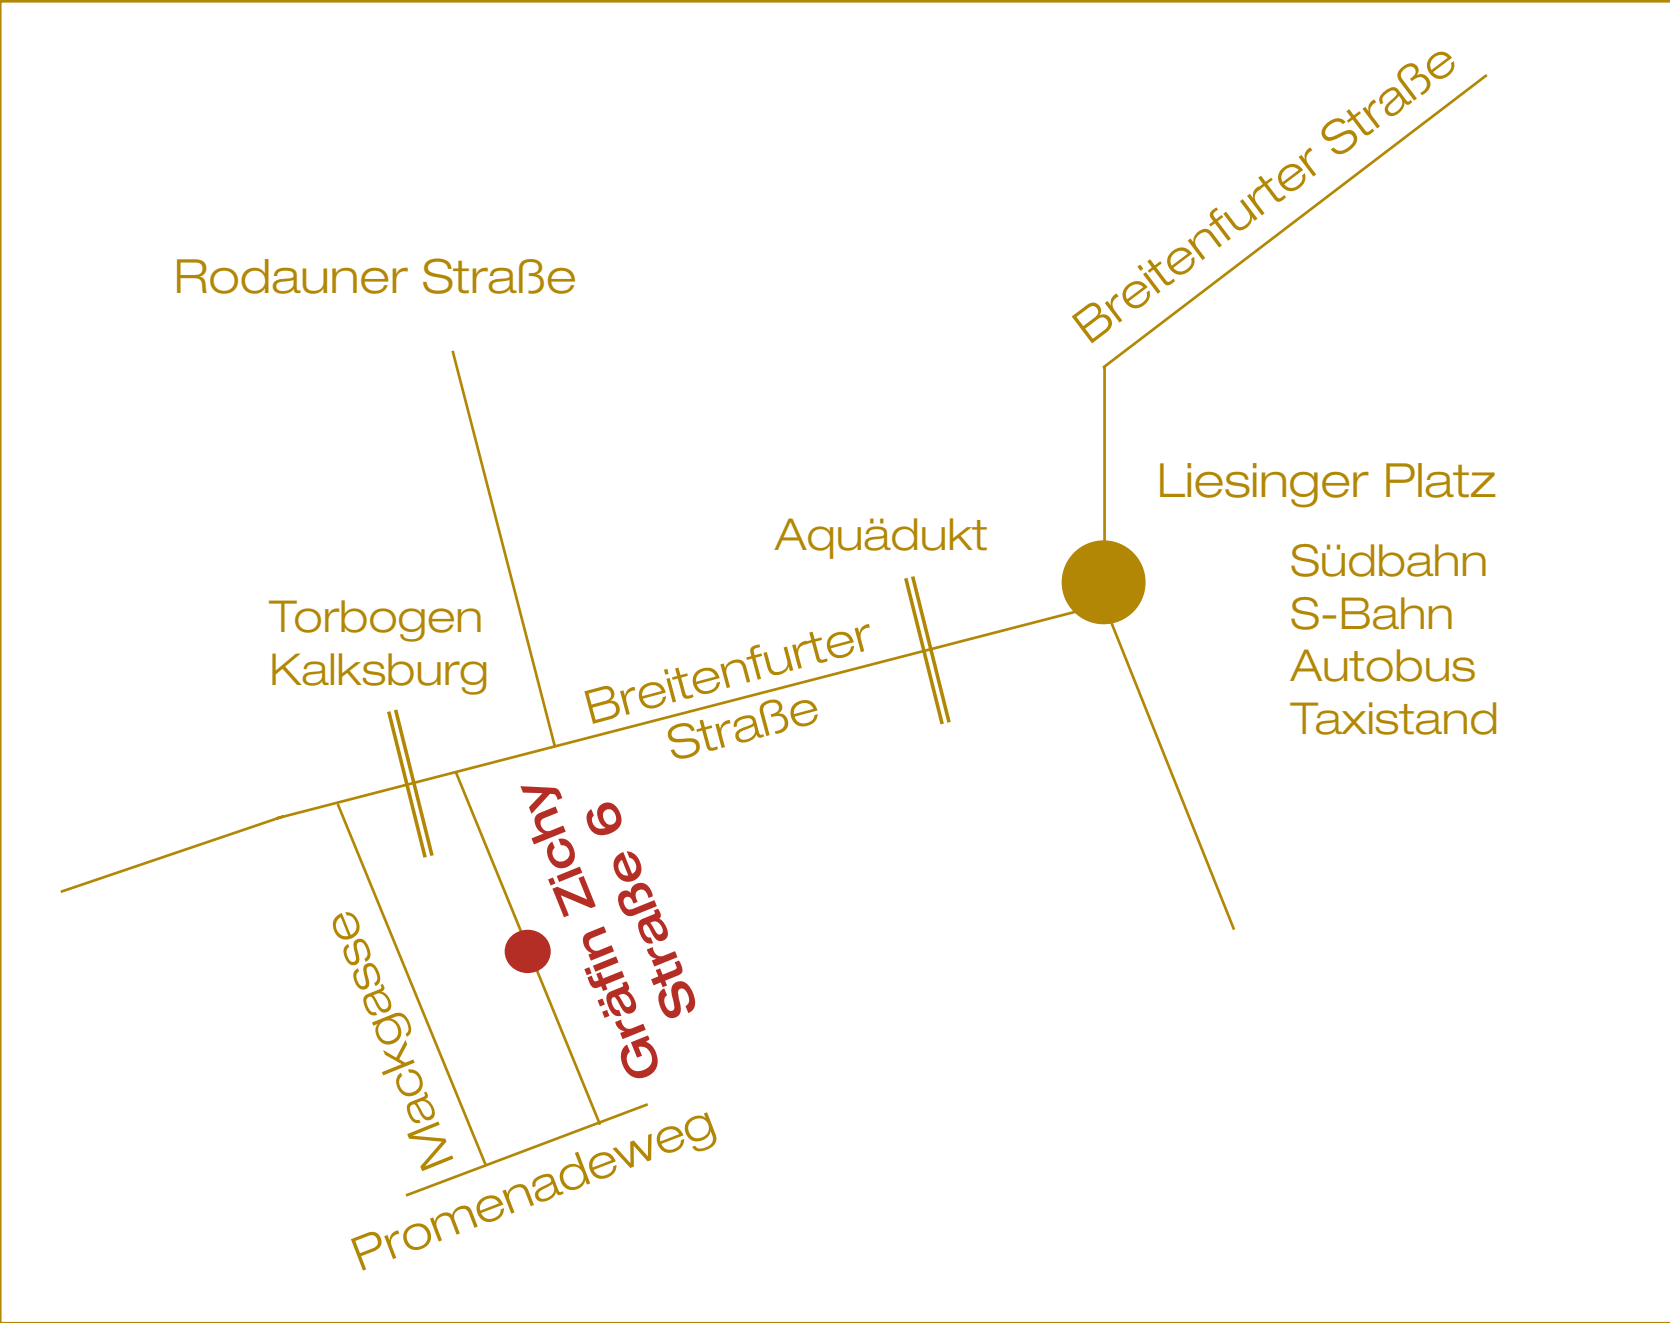 Breitenfurter Straße
Rodauner Straße
Liesinger Platz
Südbahn
S-Bahn
Autobus
Taxistand
Aquädukt
Torbogen
Kalksburg
Breitenfurter
Straße
Gräfin Zichy
Straße 6
Mackgasse
Promenadeweg